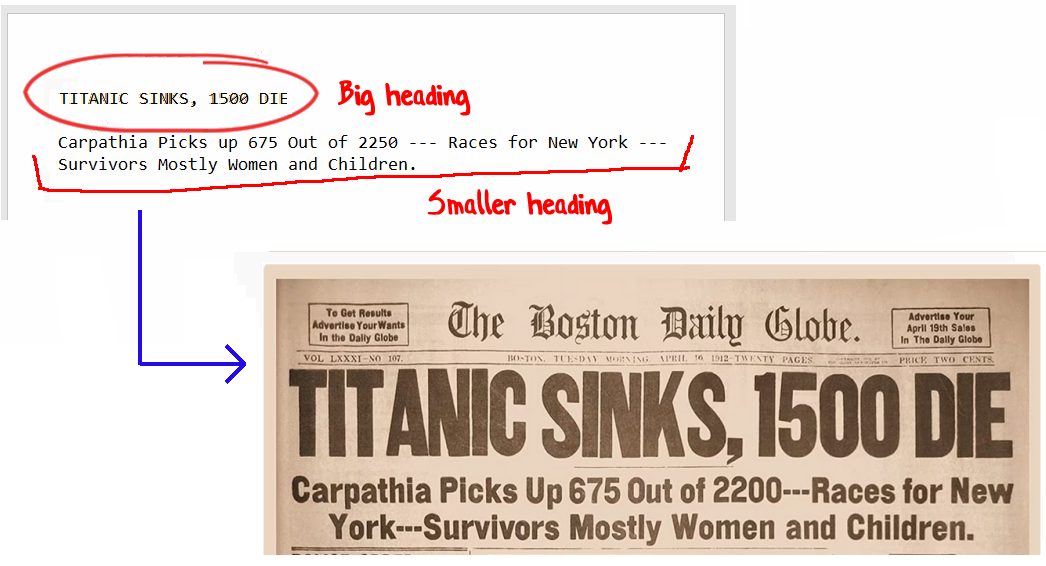 TITANIC SINKS, 1500 DIE
Big heading
Carpathia Picks up 675 Out of 2250 --- Races for New York ---
Survivors Mostly Women and Children.
Smaller heading
To Get Results
Advertise Your Wants
In the Daily Globe
The Boston Daily Globe.
Advertise Your
April 19th Sales
In The Daily Globe
VOL LXXXI—NO 107.
BOSTON, TUESDAY MORNING, APRIL 16, 1912—TWENTY PAGES.
PRICE TWO CENTS.
TITANIC SINKS, 1500 DIE
Carpathia Picks Up 675 Out of 2200---Races for New
York---Survivors Mostly Women and Children.